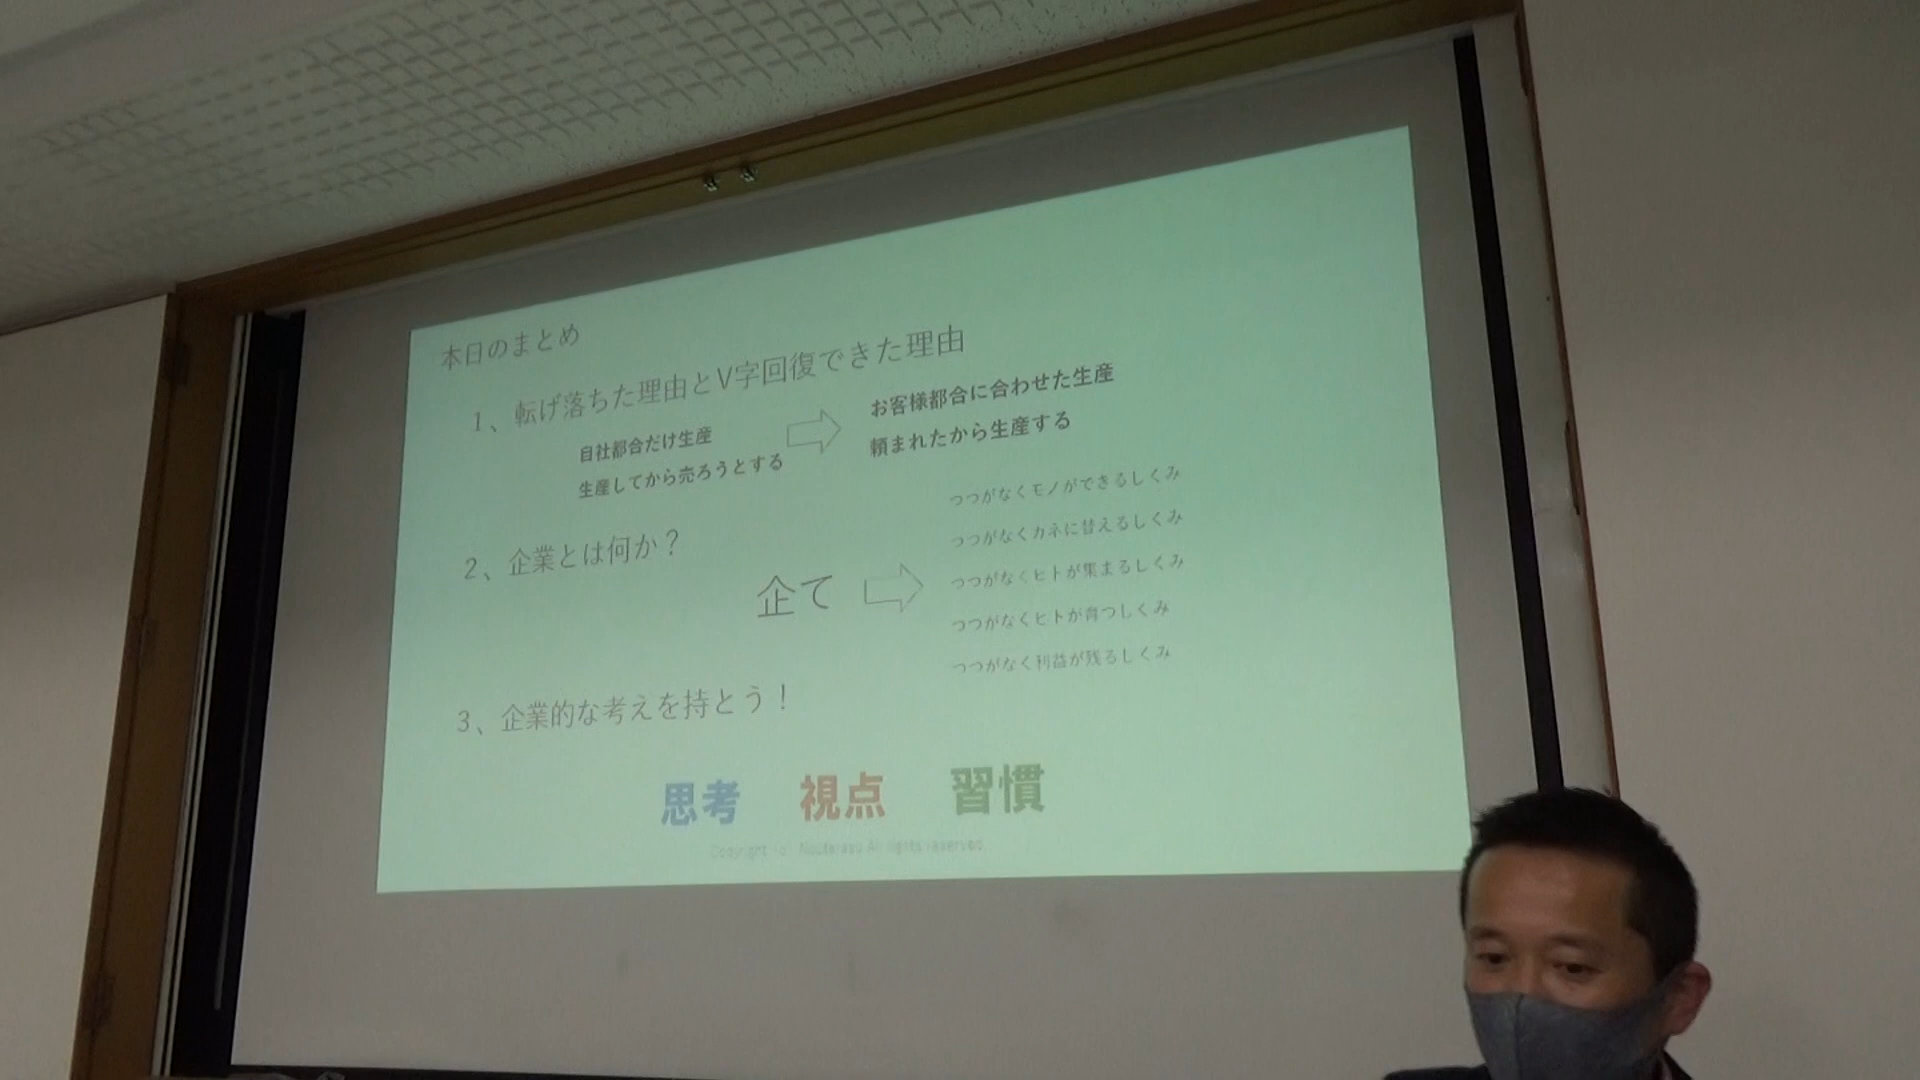 本日のまとめ
1、転げ落ちた理由とV字回復できた理由
自社都合だけ生産
生産してから売ろうとする
お客様都合に合わせた生産
頼まれたから生産する
2、企業とは何か？
企て
つつがなくモノができるしくみ
つつがなくカネに替えるしくみ
つつがなくヒトが集まるしくみ
つつがなくヒトが育つしくみ
つつがなく利益が残るしくみ
3、企業的な考えを持とう！
思考 視点 習慣
Copyright All rights reserved